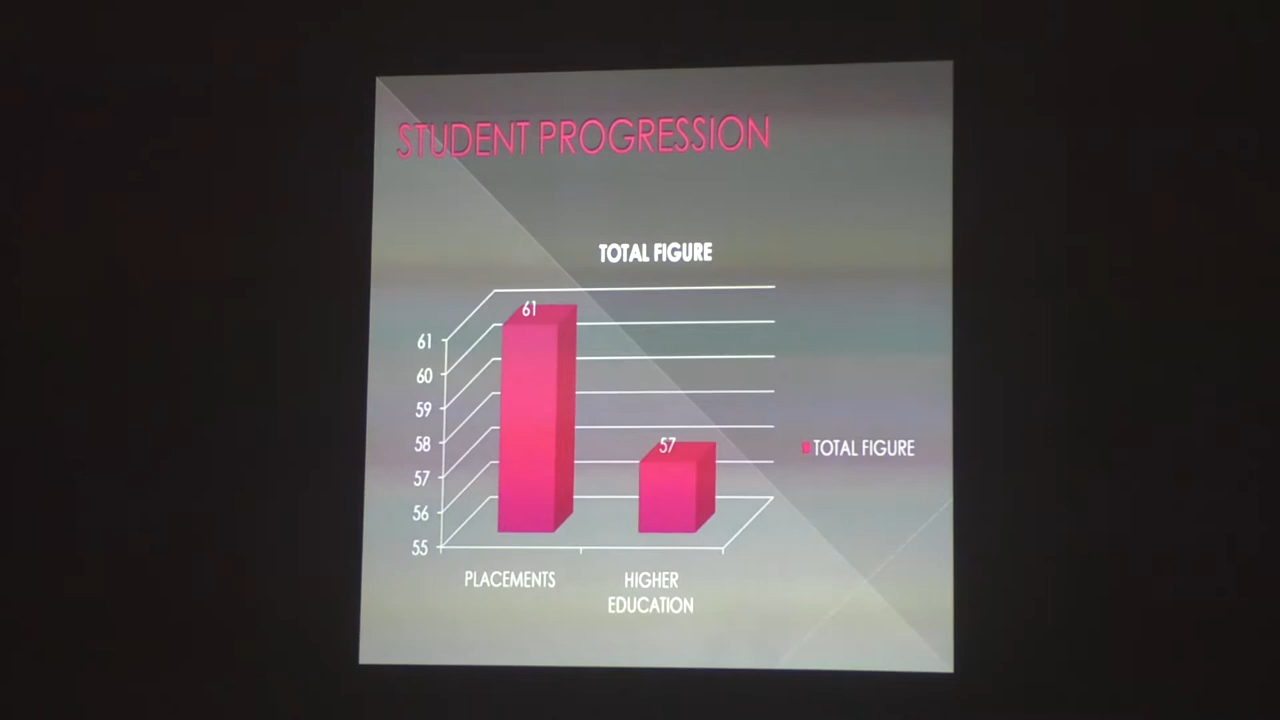 STUDENT PROGRESSION
TOTAL FIGURE
61
61
60
59
58
57
57
56
55
TOTAL FIGURE
PLACEMENTS
HIGHER
EDUCATION